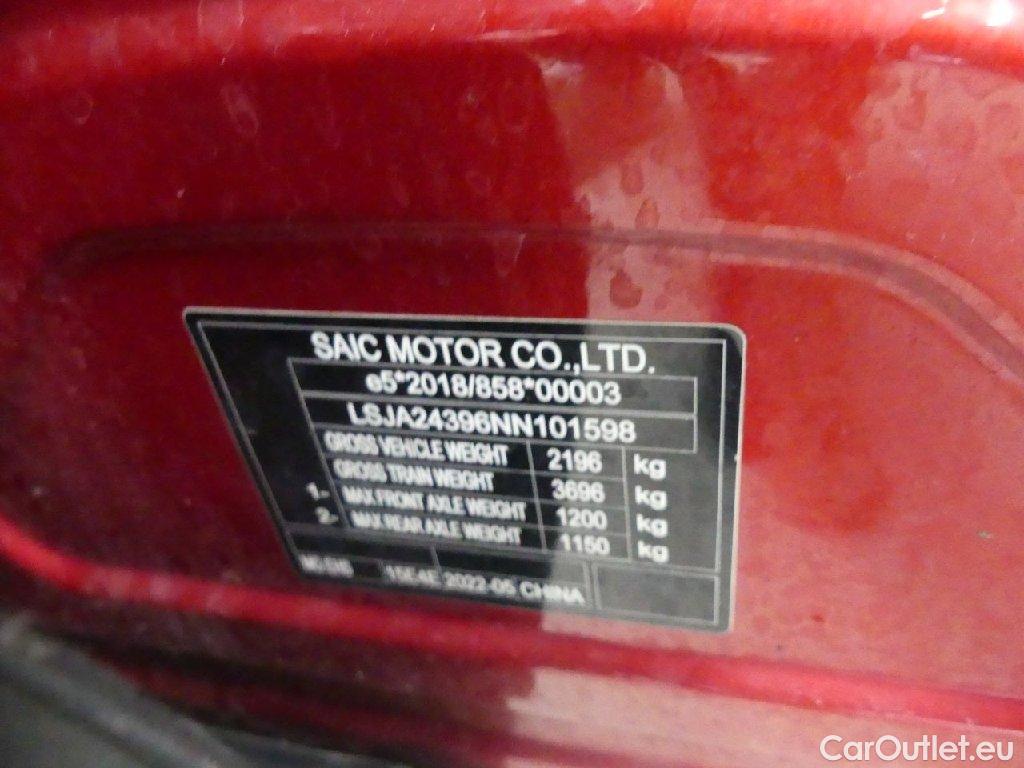 SAIC MOTOR CO.,LTD.
e5*2018/858*00003
LSJA24396NN101598
GROSS VEHICLE WEIGHT 2196 kg
GROSS TRAIN WEIGHT 3696 kg
1- MAX FRONT AXLE WEIGHT 1200 kg
2- MAX REAR AXLE WEIGHT 1150 kg
15E4E 2022-05 CHINA
CarOutlet.eu